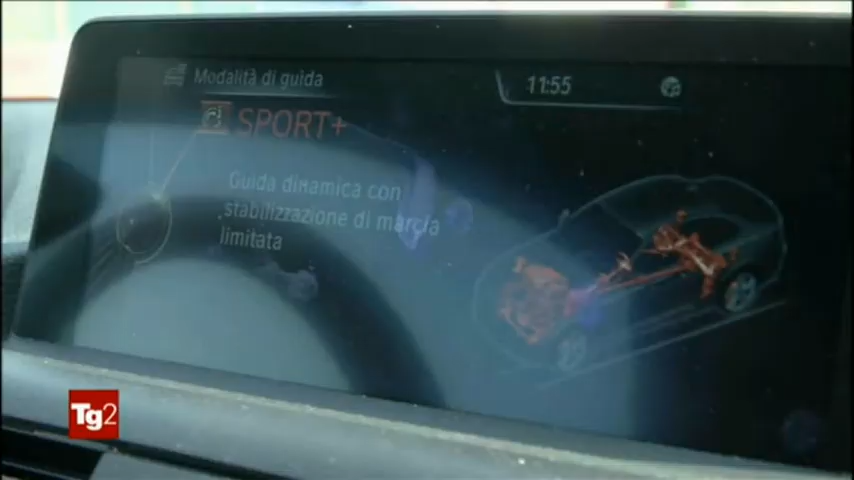 Modalità di guida
11:55
SPORT+
Guida dinamica con
stabilizzazione di marcia
limitata
Tg2